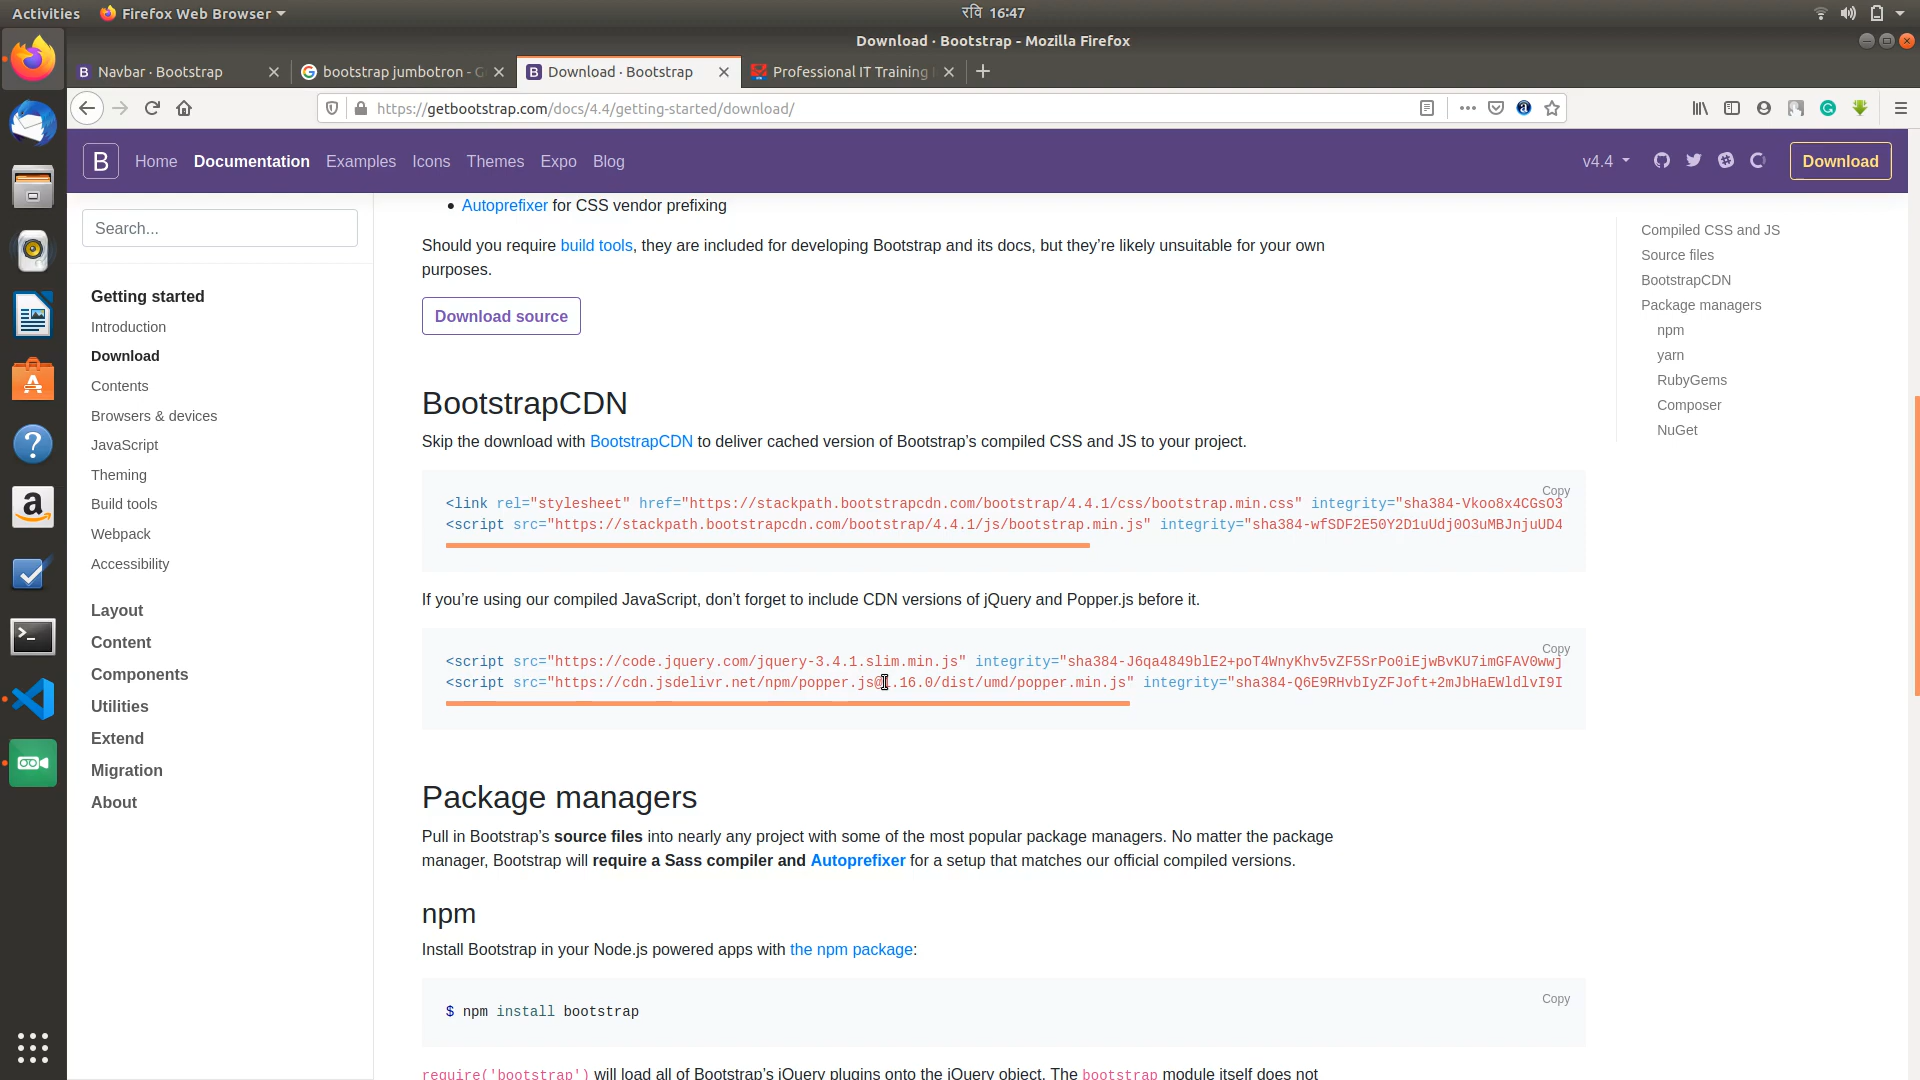 Activities
Firefox Web Browser
रवि 16:47
Download · Bootstrap - Mozilla Firefox
Navbar · Bootstrap
bootstrap jumbotron - G
Download · Bootstrap
Professional IT Training
https://getbootstrap.com/docs/4.4/getting-started/download/
B Home Documentation Examples Icons Themes Expo Blog
v4.4
Download
Search...
Getting started
Introduction
Download
Contents
Browsers & devices
JavaScript
Theming
Build tools
Webpack
Accessibility
Layout
Content
Components
Utilities
Extend
Migration
About
Autoprefixer for CSS vendor prefixing
Should you require build tools, they are included for developing Bootstrap and its docs, but they’re likely unsuitable for your own
purposes.
Download source
BootstrapCDN
Skip the download with BootstrapCDN to deliver cached version of Bootstrap’s compiled CSS and JS to your project.
Copy
<link rel="stylesheet" href="https://stackpath.bootstrapcdn.com/bootstrap/4.4.1/css/bootstrap.min.css" integrity="sha384-Vkoo8x4CGsO3
<script src="https://stackpath.bootstrapcdn.com/bootstrap/4.4.1/js/bootstrap.min.js" integrity="sha384-wfSDF2E50Y2D1uUdj0O3uMBJnjuUD4
If you’re using our compiled JavaScript, don’t forget to include CDN versions of jQuery and Popper.js before it.
Copy
<script src="https://code.jquery.com/jquery-3.4.1.slim.min.js" integrity="sha384-J6qa4849blE2+poT4WnyKhv5vZF5SrPo0iEjwBvKU7imGFAV0wwj
<script src="https://cdn.jsdelivr.net/npm/popper.js@1.16.0/dist/umd/popper.min.js" integrity="sha384-Q6E9RHvbIyZFJoft+2mJbHaEWldlvI9I
Package managers
Pull in Bootstrap’s source files into nearly any project with some of the most popular package managers. No matter the package
manager, Bootstrap will require a Sass compiler and Autoprefixer for a setup that matches our official compiled versions.
npm
Install Bootstrap in your Node.js powered apps with the npm package:
Copy
$ npm install bootstrap
require('bootstrap') will load all of Bootstrap’s jQuery plugins onto the jQuery object. The bootstrap module itself does not
Compiled CSS and JS
Source files
BootstrapCDN
Package managers
npm
yarn
RubyGems
Composer
NuGet